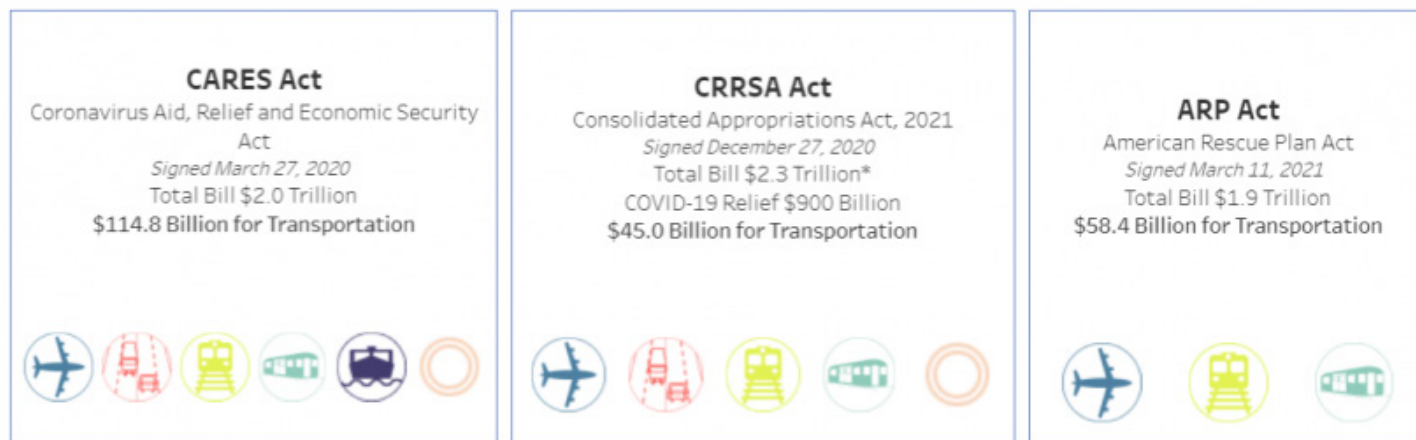 CARES Act
Coronavirus Aid, Relief and Economic Security
Act
Signed March 27, 2020
Total Bill $2.0 Trillion
$114.8 Billion for Transportation
CRRSA Act
Consolidated Appropriations Act, 2021
Signed December 27, 2020
Total Bill $2.3 Trillion*
COVID-19 Relief $900 Billion
$45.0 Billion for Transportation
ARP Act
American Rescue Plan Act
Signed March 11, 2021
Total Bill $1.9 Trillion
$58.4 Billion for Transportation